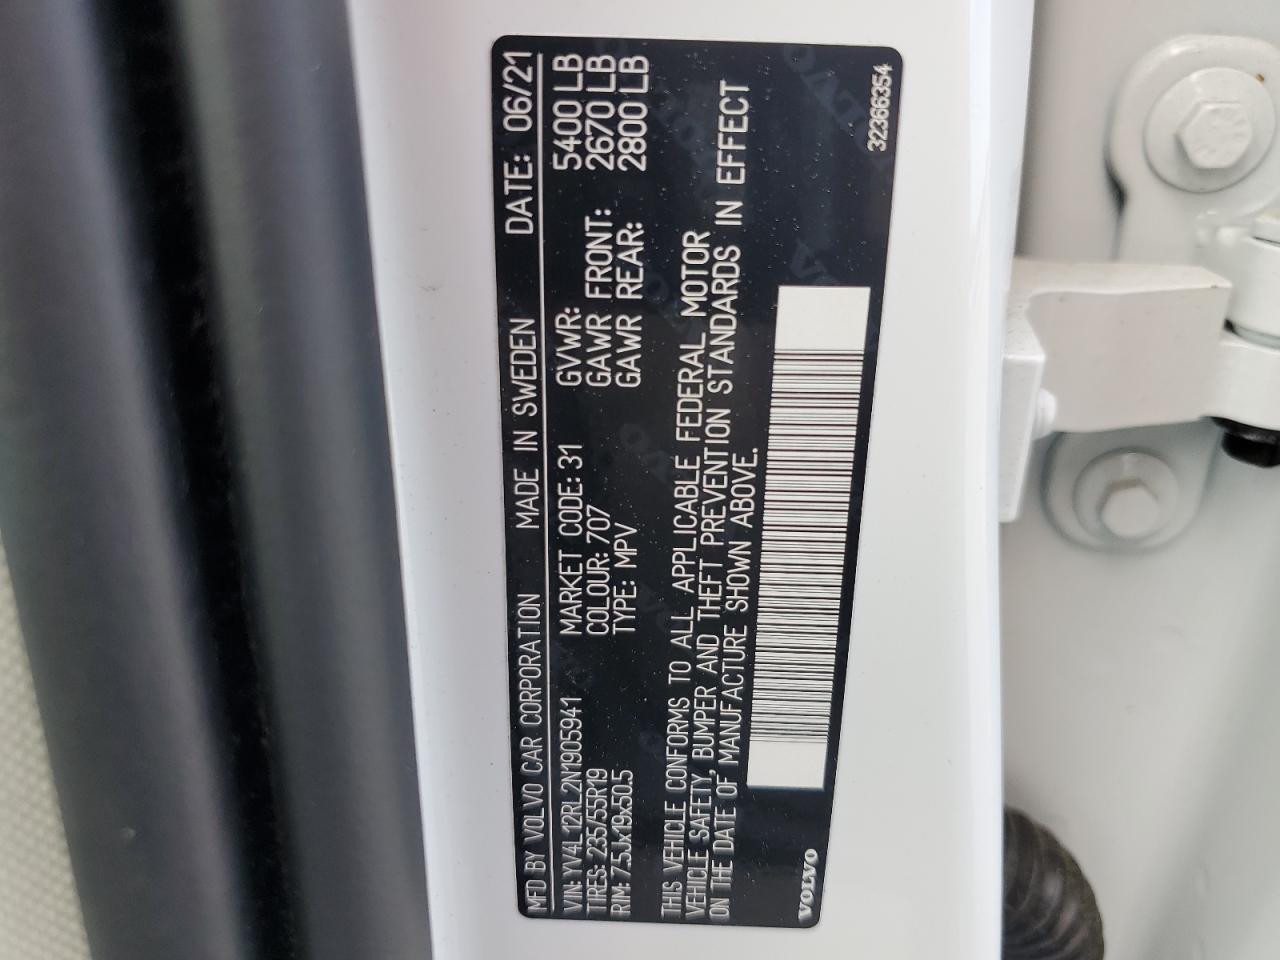 MFD BY VOLVO CAR CORPORATION MADE IN SWEDEN DATE: 06/21
VIN: YV4L12RL2N1905941 MARKET CODE: 31 GVWR: 5400 LB
TIRES: 235/55R19 COLOUR: 707 GAWR FRONT: 2670 LB
RIM: 7.5Jx19x50.5 TYPE: MPV GAWR REAR: 2800 LB
THIS VEHICLE CONFORMS TO ALL APPLICABLE FEDERAL MOTOR
VEHICLE SAFETY, BUMPER AND THEFT PREVENTION STANDARDS IN EFFECT
ON THE DATE OF MANUFACTURE SHOWN ABOVE.
VOLVO 32366354